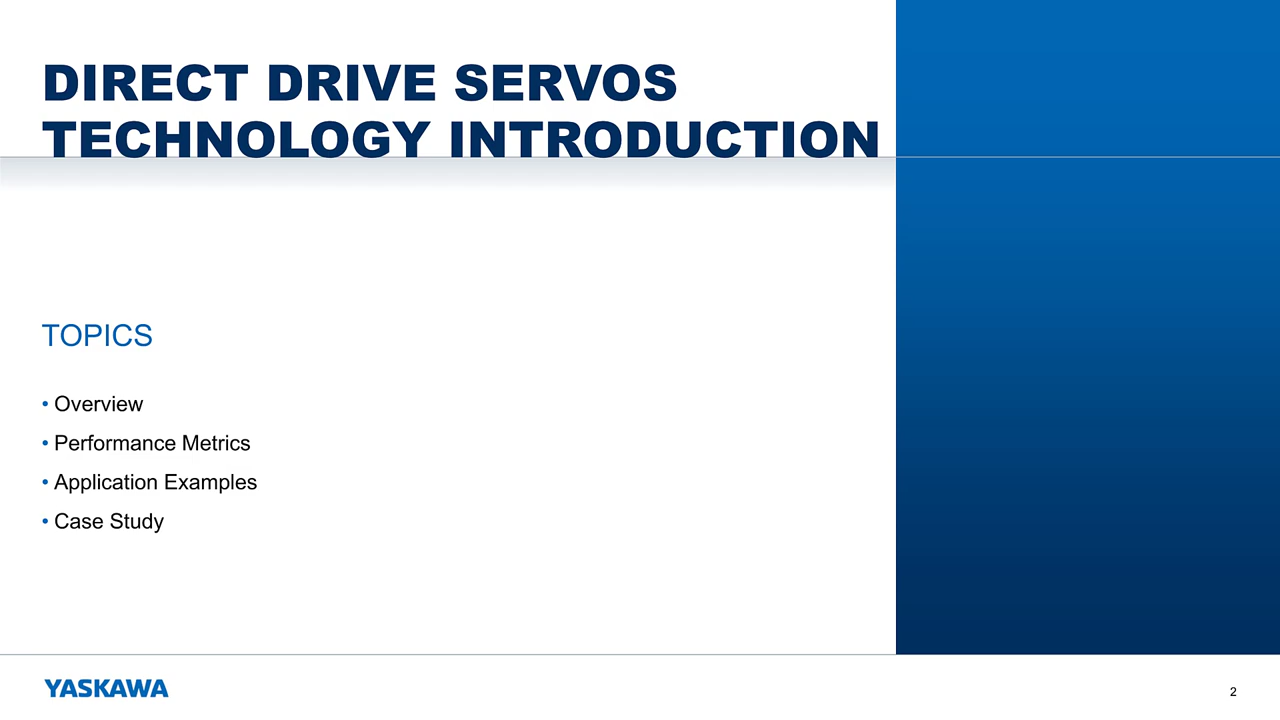 DIRECT DRIVE SERVOS
TECHNOLOGY INTRODUCTION
TOPICS
• Overview
• Performance Metrics
• Application Examples
• Case Study
YASKAWA
2